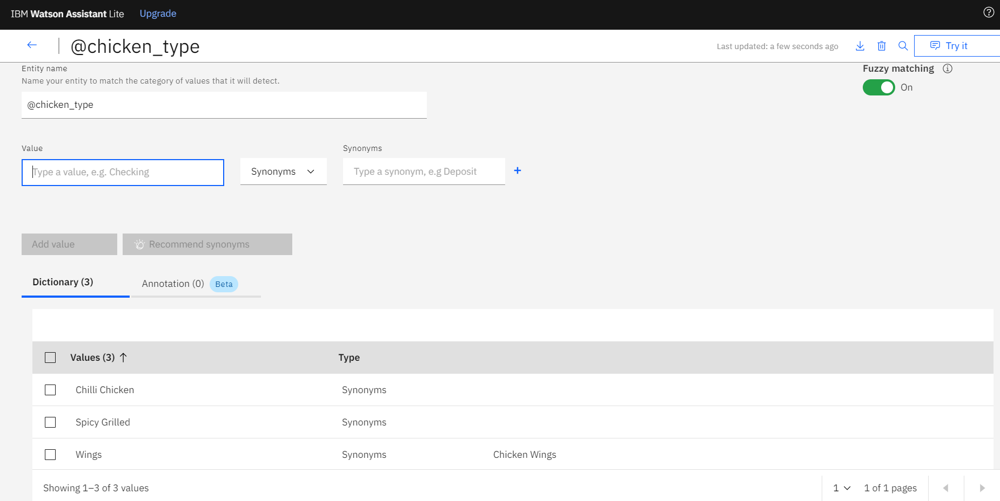 IBM Watson Assistant Lite Upgrade
@chicken_type
Last updated: a few seconds ago
Try it
Entity name
Name your entity to match the category of values that it will detect.
@chicken_type
Fuzzy matching
On
Value
Synonyms
Type a value, e.g. Checking
Synonyms
Type a synonym, e.g Deposit
Add value
Recommend synonyms
Dictionary (3)
Annotation (0) Beta
Values (3) Type
Chilli Chicken Synonyms
Spicy Grilled Synonyms
Wings Synonyms Chicken Wings
Showing 1–3 of 3 values
1
1 of 1 pages